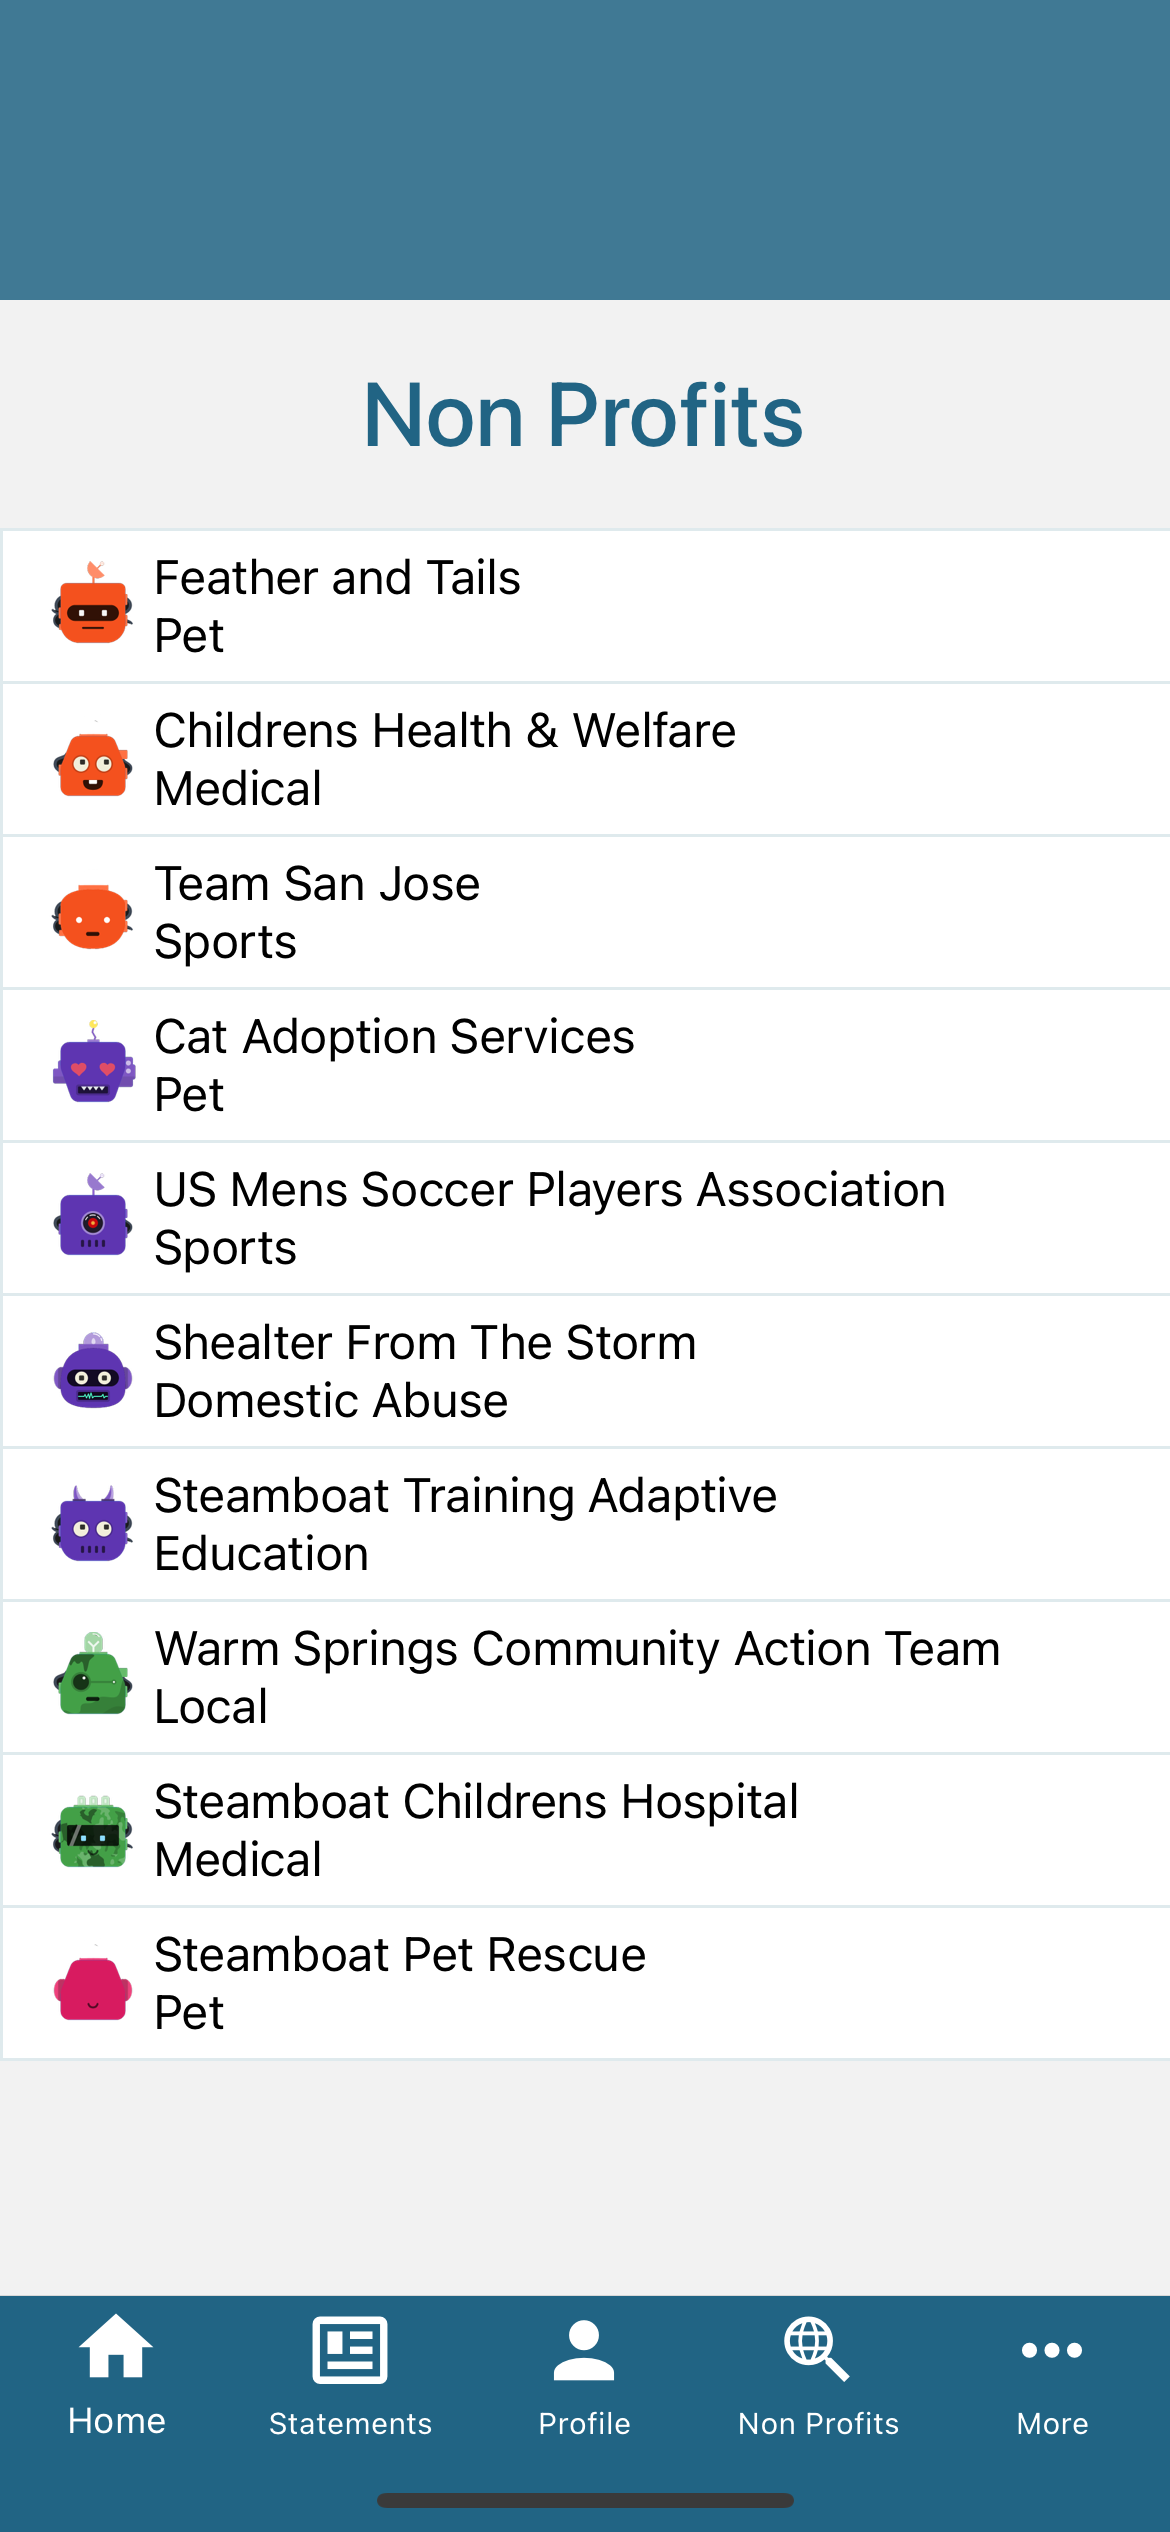 Non Profits
Feather and Tails
Pet
Childrens Health & Welfare
Medical
Team San Jose
Sports
Cat Adoption Services
Pet
US Mens Soccer Players Association
Sports
Shealter From The Storm
Domestic Abuse
Steamboat Training Adaptive
Education
Warm Springs Community Action Team
Local
Steamboat Childrens Hospital
Medical
Steamboat Pet Rescue
Pet
Home
Statements
Profile
Non Profits
More